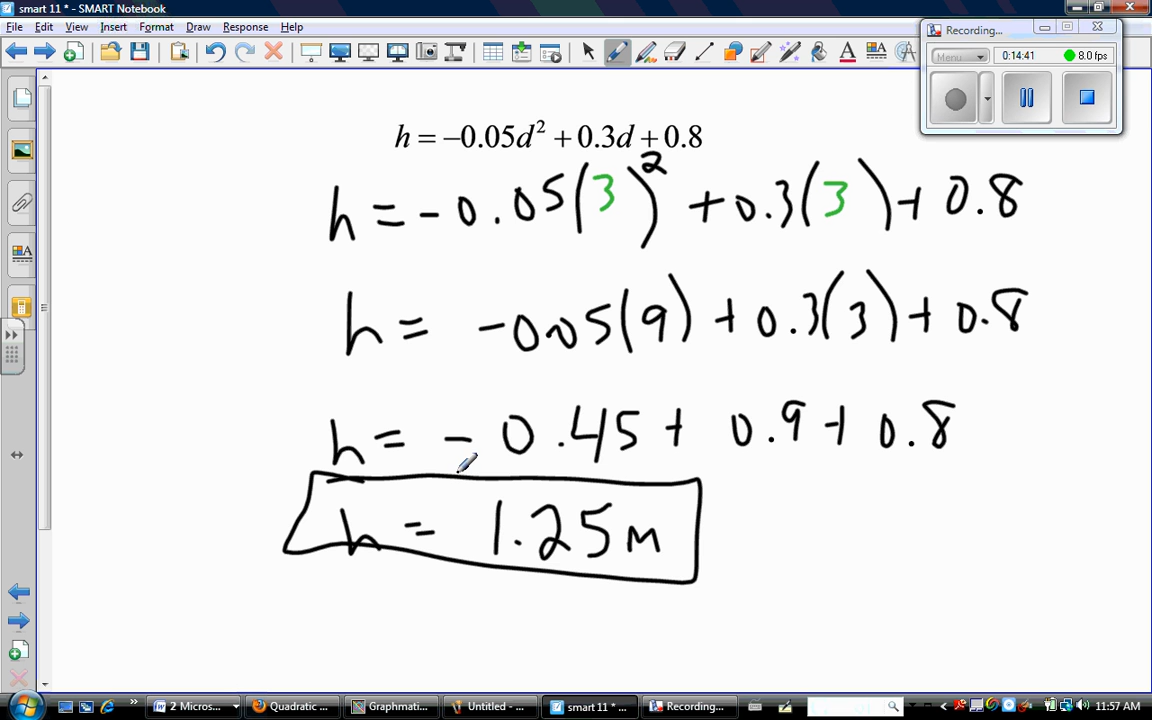 smart 11 * - SMART Notebook
File Edit View Insert Format Draw Response Help
Recording...
Menu 0:14:41 8.0 fps
h = −0.05d² + 0.3d + 0.8
h = - 0.05(3)² + 0.3(3) + 0.8
h = -0.05(9) + 0.3(3) + 0.8
h = - 0.45 + 0.9 + 0.8
h = 1.25 m
2 Micros... Quadratic ... Graphmati... Untitled - ... smart 11 * ... Recording... 11:57 AM